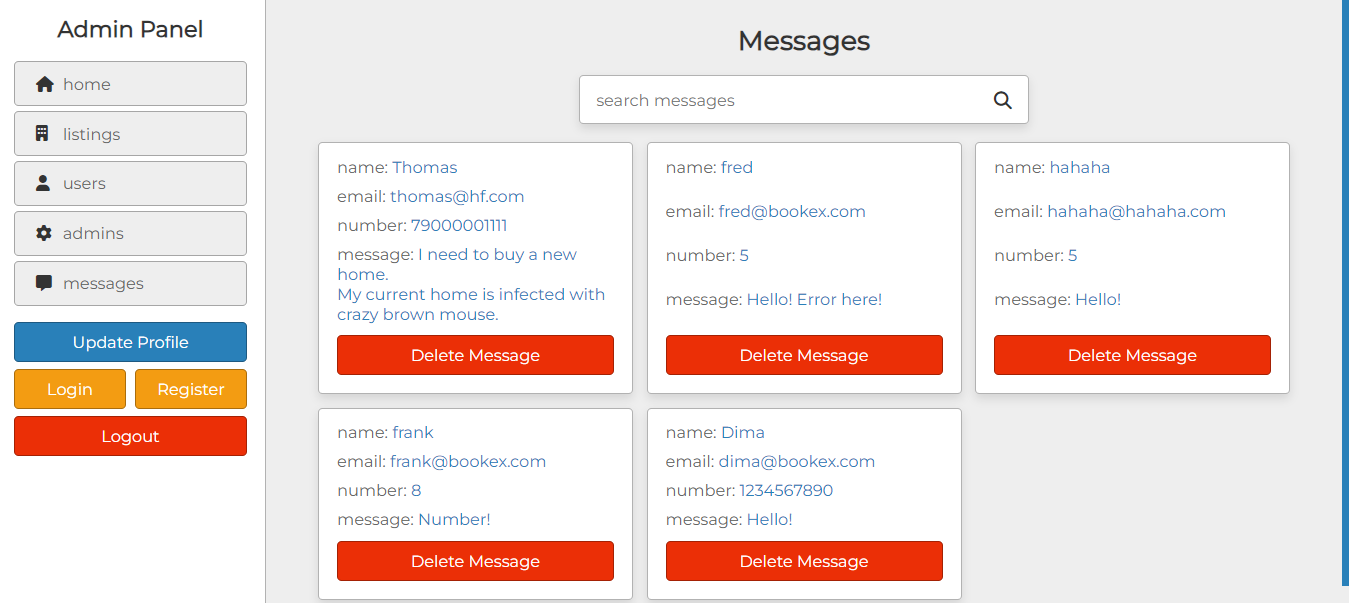 Admin Panel
home
listings
users
admins
messages
Update Profile
Login
Register
Logout
Messages
search messages
name: Thomas
email: thomas@hf.com
number: 79000001111
message: I need to buy a new
home.
My current home is infected with
crazy brown mouse.
Delete Message
name: fred
email: fred@bookex.com
number: 5
message: Hello! Error here!
Delete Message
name: hahaha
email: hahaha@hahaha.com
number: 5
message: Hello!
Delete Message
name: frank
email: frank@bookex.com
number: 8
message: Number!
Delete Message
name: Dima
email: dima@bookex.com
number: 1234567890
message: Hello!
Delete Message